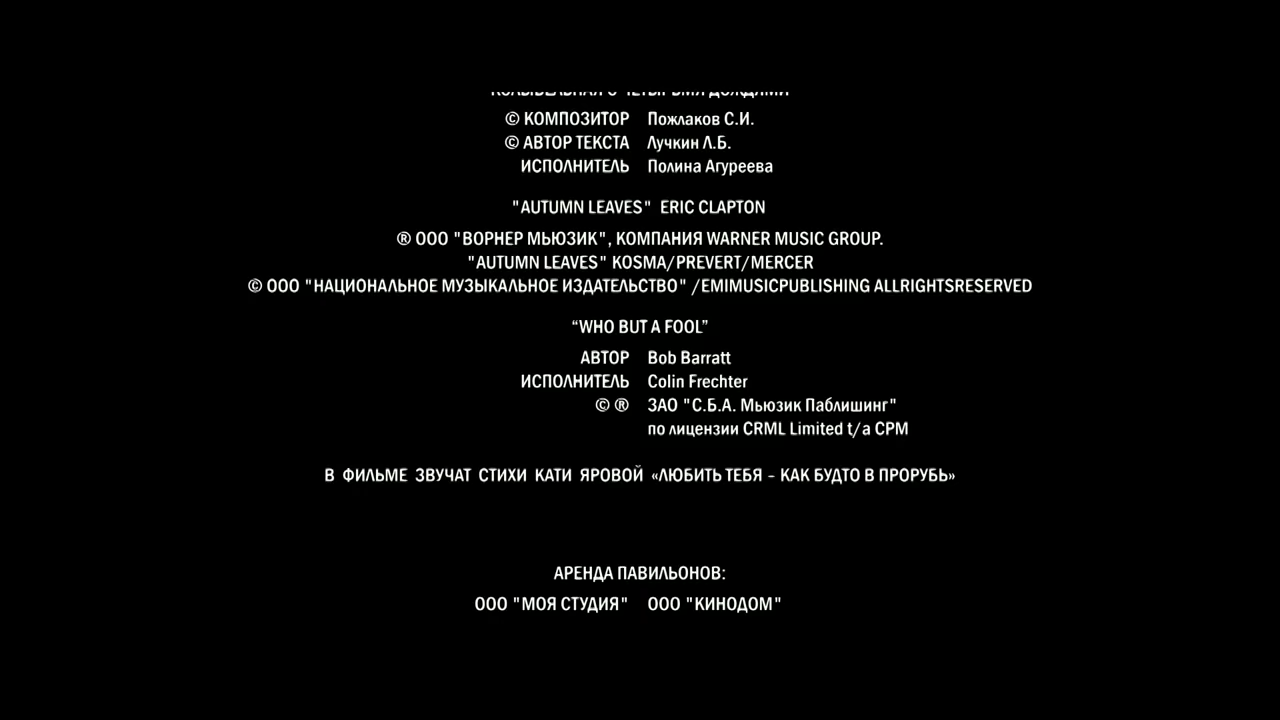 © КОМПОЗИТОР Пожлаков С.И.
© АВТОР ТЕКСТА Лучкин Л.Б.
ИСПОЛНИТЕЛЬ Полина Агуреева
"AUTUMN LEAVES" ERIC CLAPTON
® ООО "ВОРНЕР МЬЮЗИК", КОМПАНИЯ WARNER MUSIC GROUP.
"AUTUMN LEAVES" KOSMA/PREVERT/MERCER
© ООО "НАЦИОНАЛЬНОЕ МУЗЫКАЛЬНОЕ ИЗДАТЕЛЬСТВО" /EMIMUSICPUBLISHING ALLRIGHTSRESERVED
“WHO BUT A FOOL”
АВТОР Bob Barratt
ИСПОЛНИТЕЛЬ Colin Frechter
© ® ЗАО "С.Б.А. Мьюзик Паблишинг"
по лицензии CRML Limited t/a CPM
В ФИЛЬМЕ ЗВУЧАТ СТИХИ КАТИ ЯРОВОЙ «ЛЮБИТЬ ТЕБЯ - КАК БУДТО В ПРОРУБЬ»
АРЕНДА ПАВИЛЬОНОВ:
ООО "МОЯ СТУДИЯ" ООО "КИНОДОМ"